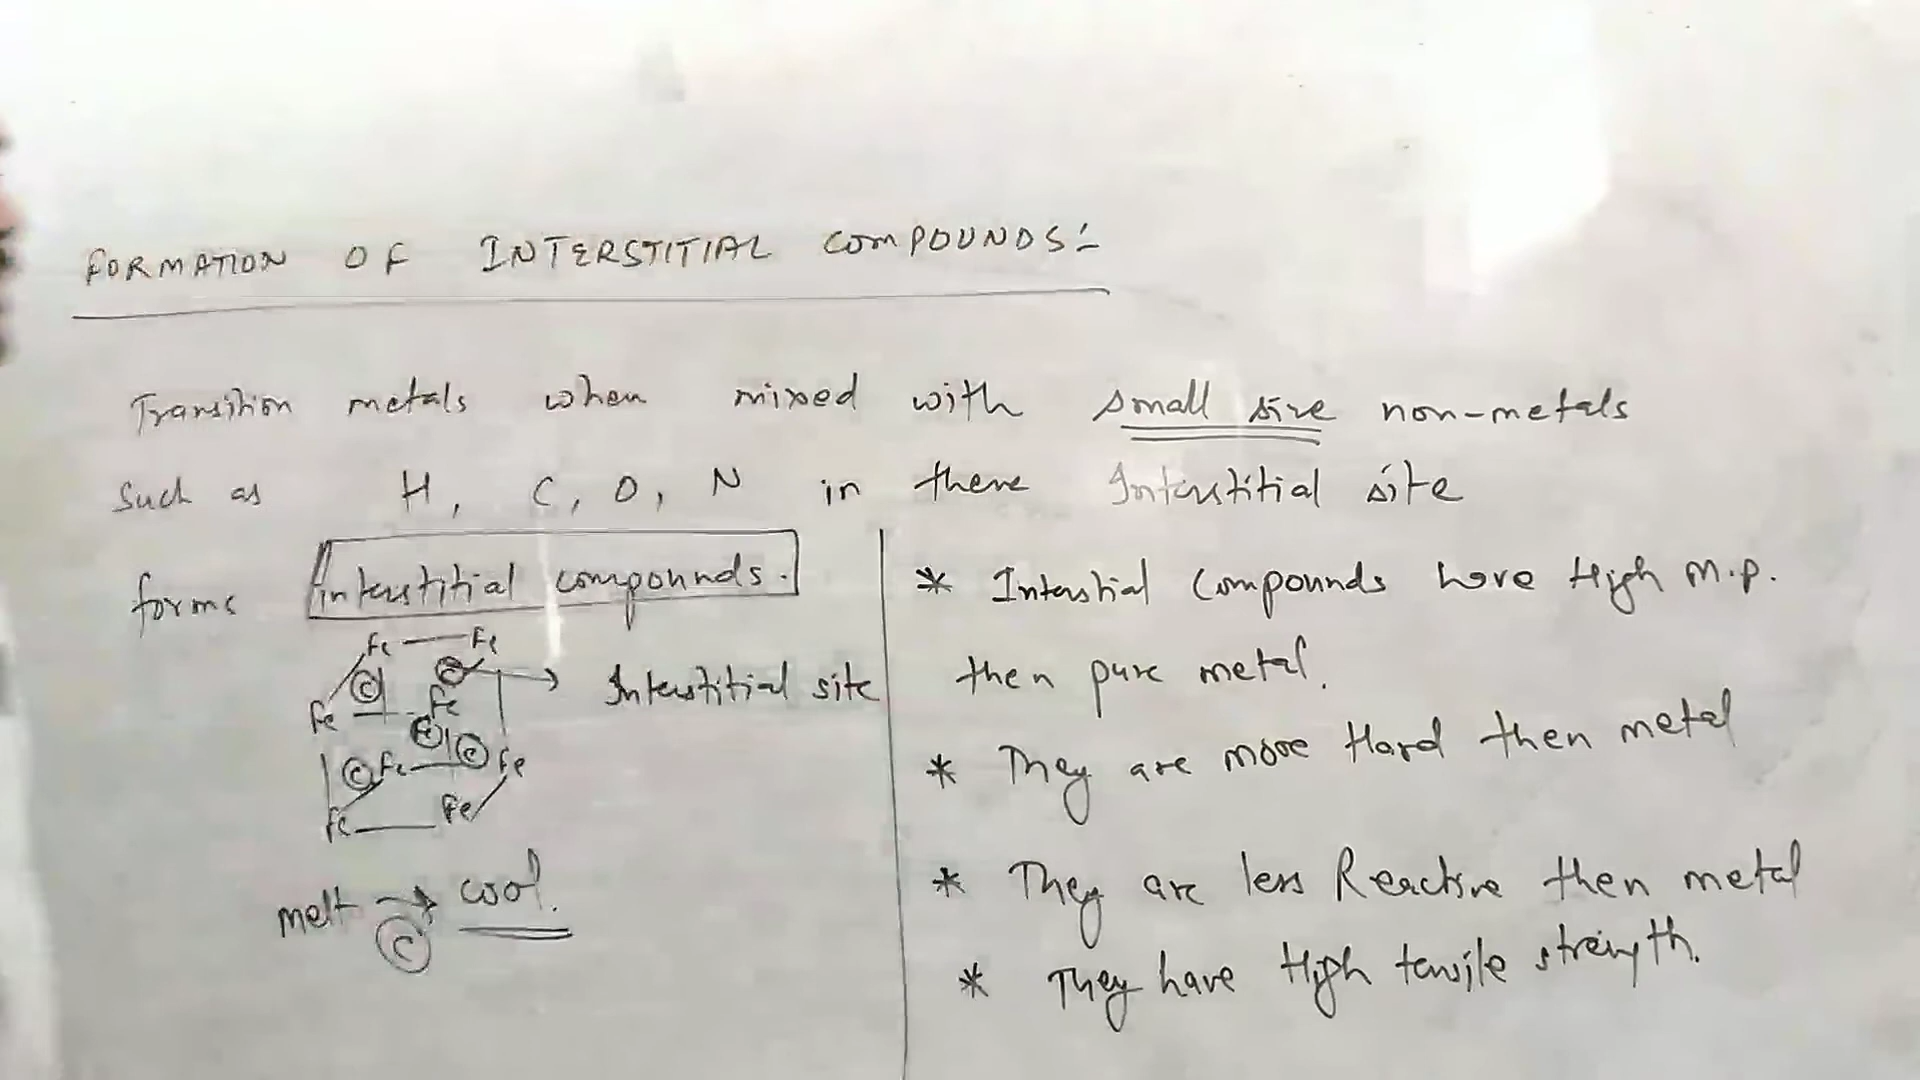 FORMATION OF INTERSTITIAL COMPOUNDS:-
Transition metals when mixed with small size non-metals
Such as H, C, O, N in there Interstitial site
forms interstitial compounds.
Fe Fe
C C
Fe Fe
C C
C Fe Fe
Fe Fe
Interstitial site
melt → cool.
C
* Interstial Compounds have High m.p.
then pure metal.
* They are more Hard then metal
* They are less Reactive then metal
* They have High tensile strength.